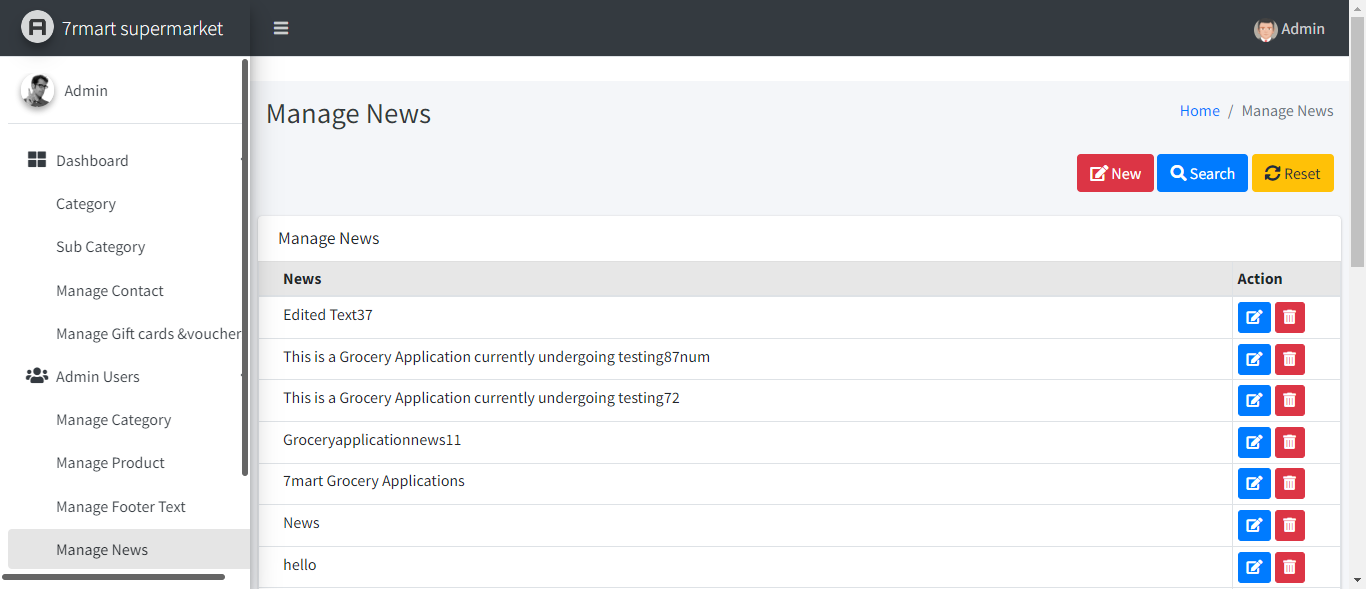 7rmart supermarket
Admin
Admin
Dashboard
Category
Sub Category
Manage Contact
Manage Gift cards &voucher
Admin Users
Manage Category
Manage Product
Manage Footer Text
Manage News
Manage News
Home / Manage News
New Search Reset
Manage News
News Action
Edited Text37
This is a Grocery Application currently undergoing testing87num
This is a Grocery Application currently undergoing testing72
Groceryapplicationnews11
7mart Grocery Applications
News
hello